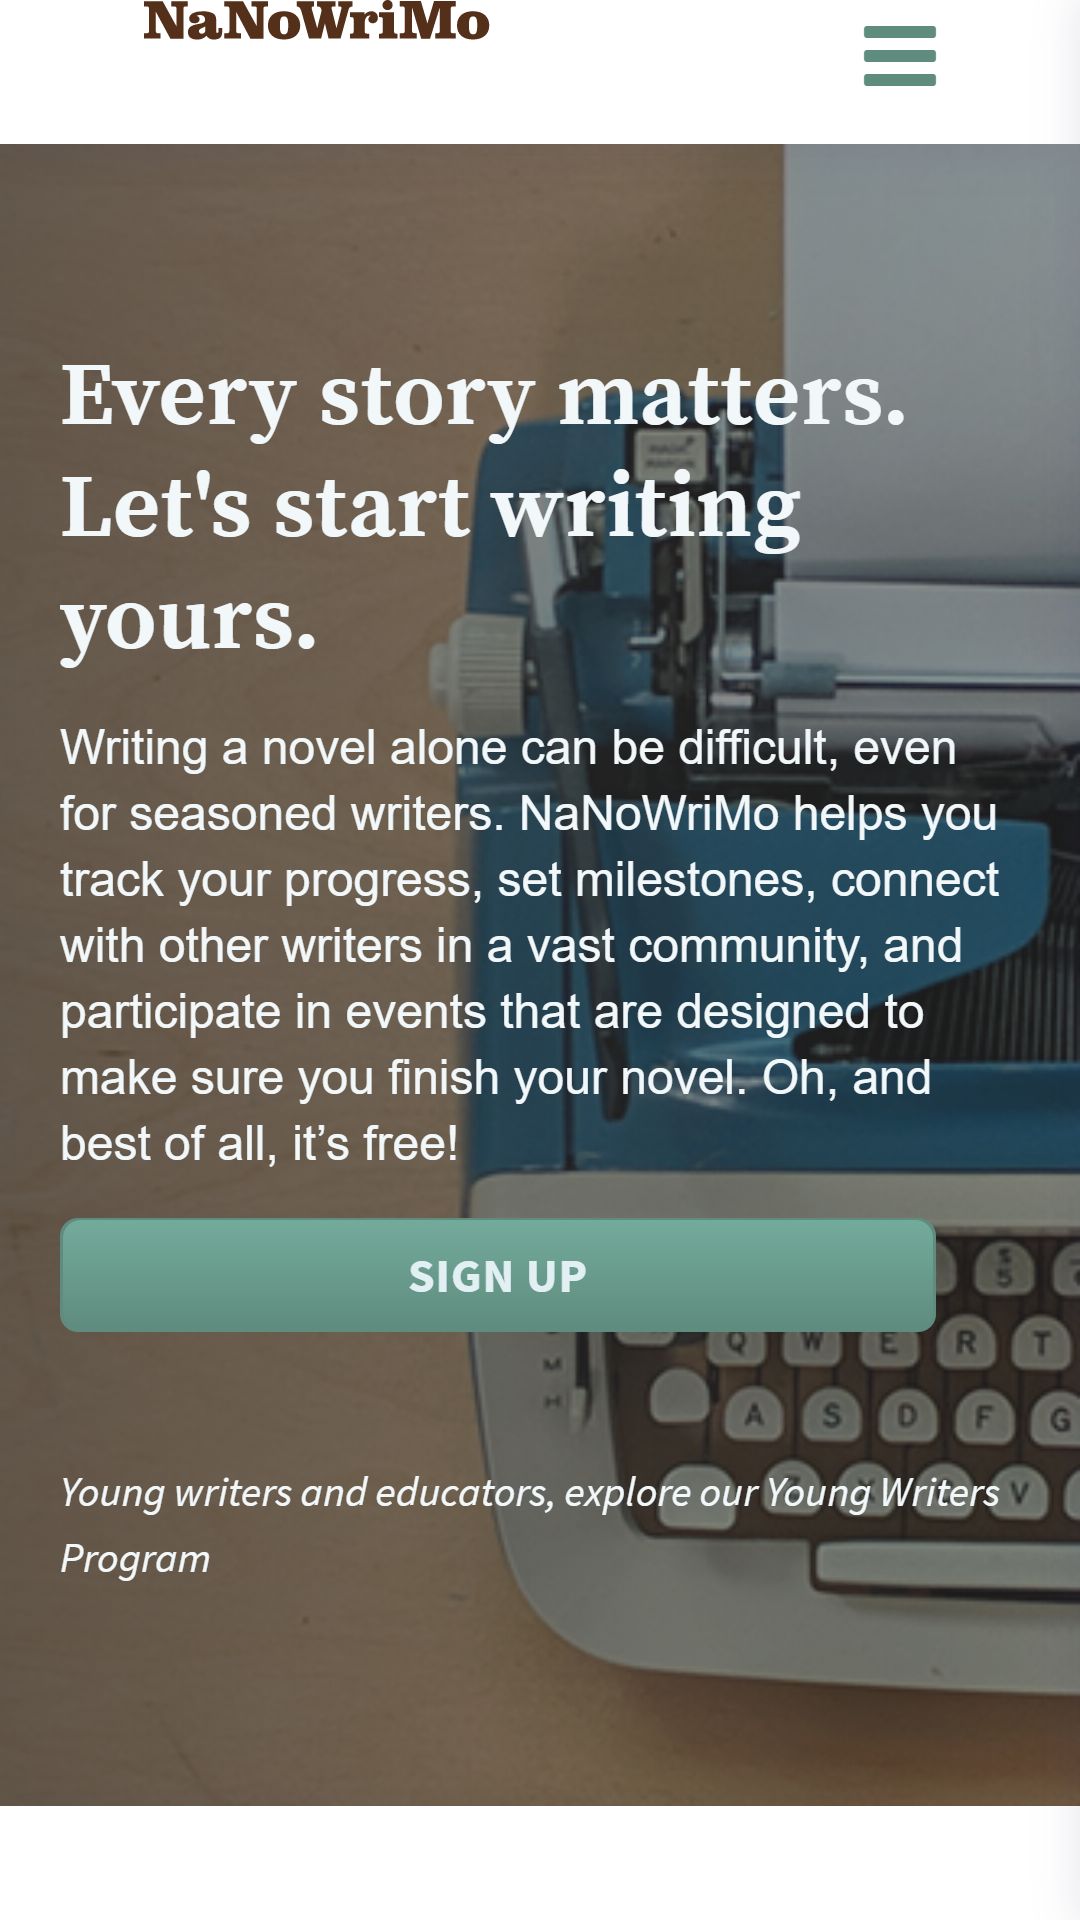 NaNoWriMo
Every story matters.
Let's start writing
yours.
Writing a novel alone can be difficult, even
for seasoned writers. NaNoWriMo helps you
track your progress, set milestones, connect
with other writers in a vast community, and
participate in events that are designed to
make sure you finish your novel. Oh, and
best of all, it’s free!
SIGN UP
5
Q W E R T
M
H
A S D F G
Young writers and educators, explore our Young Writers
V
Program